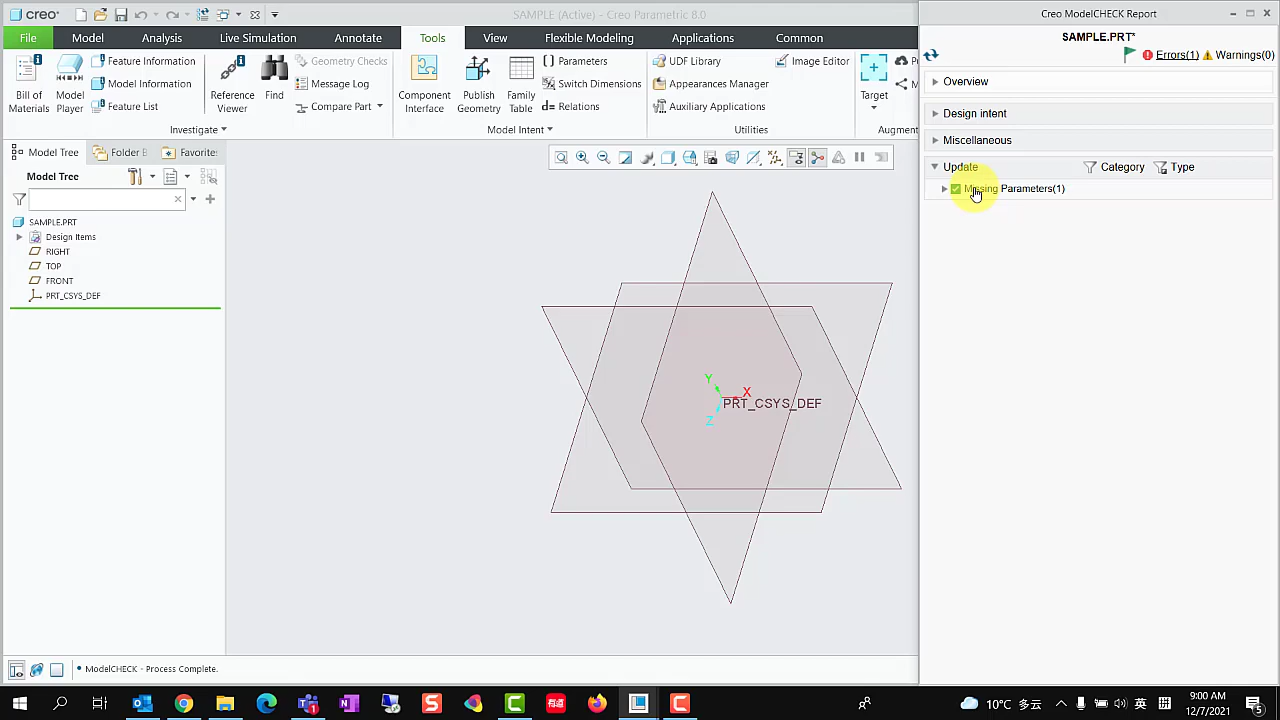 creo
SAMPLE (Active) - Creo Parametric 8.0
File Model Analysis Live Simulation Annotate Tools View Flexible Modeling Applications Common
Bill of Materials
Model Player
Feature Information
Model Information
Feature List
Reference Viewer
Find
Geometry Checks
Message Log
Compare Part
Investigate
Component Interface
Publish Geometry
Family Table
Parameters
Switch Dimensions
d= Relations
Model Intent
UDF Library
Appearances Manager
Auxiliary Applications
Image Editor
Utilities
Target
M
Augment
Model Tree Folder B Favorite
Model Tree
SAMPLE.PRT
Design Items
RIGHT
TOP
FRONT
PRT_CSYS_DEF
Y
X
PRT_CSYS_DEF
Z
ModelCHECK - Process Complete.
Creo ModelCHECK Report
SAMPLE.PRT*
Errors(1) Warnings(0)
Overview
Design intent
Miscellaneous
Update Category Type
Missing Parameters(1)
10°C 多云
英
拼
9:00 AM
12/7/2021